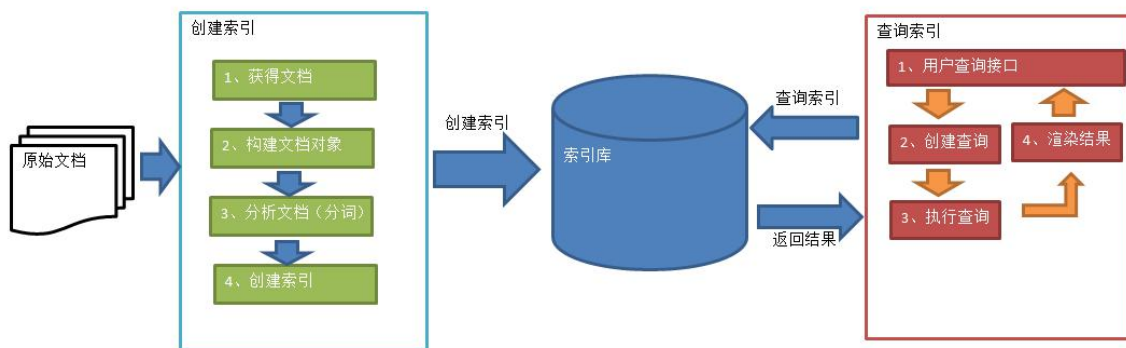 原始文档
创建索引
1、获得文档
2、构建文档对象
3、分析文档（分词）
4、创建索引
创建索引
索引库
查询索引
返回结果
查询索引
1、用户查询接口
2、创建查询
4、渲染结果
3、执行查询